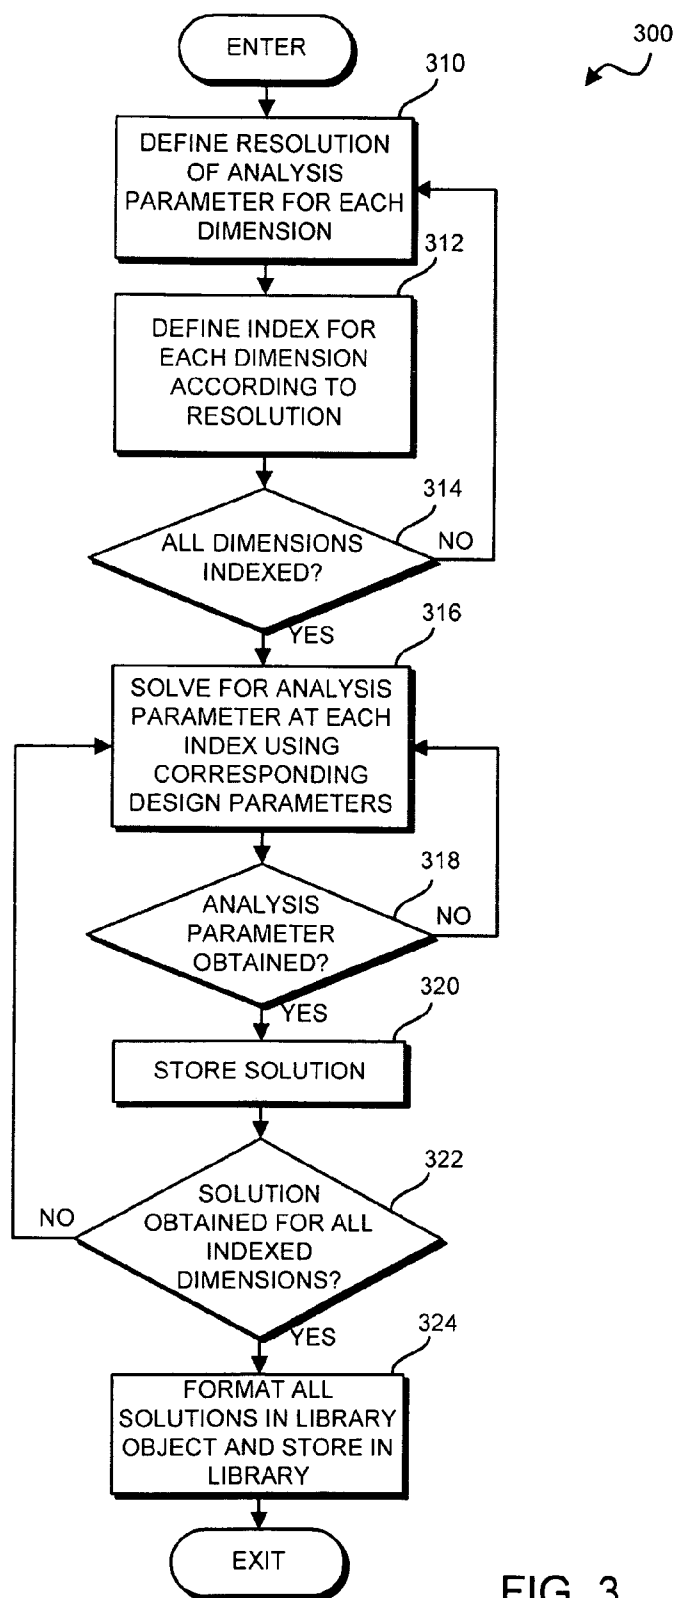 ENTER
300
310
DEFINE RESOLUTION
OF ANALYSIS
PARAMETER FOR EACH
DIMENSION
312
DEFINE INDEX FOR
EACH DIMENSION
ACCORDING TO
RESOLUTION
314
ALL DIMENSIONS
INDEXED?
NO
YES
316
SOLVE FOR ANALYSIS
PARAMETER AT EACH
INDEX USING
CORRESPONDING
DESIGN PARAMETERS
318
ANALYSIS
PARAMETER
OBTAINED?
NO
YES
320
STORE SOLUTION
322
SOLUTION
OBTAINED FOR ALL
INDEXED
DIMENSIONS?
NO
YES
324
FORMAT ALL
SOLUTIONS IN LIBRARY
OBJECT AND STORE IN
LIBRARY
EXIT
FIG. 3